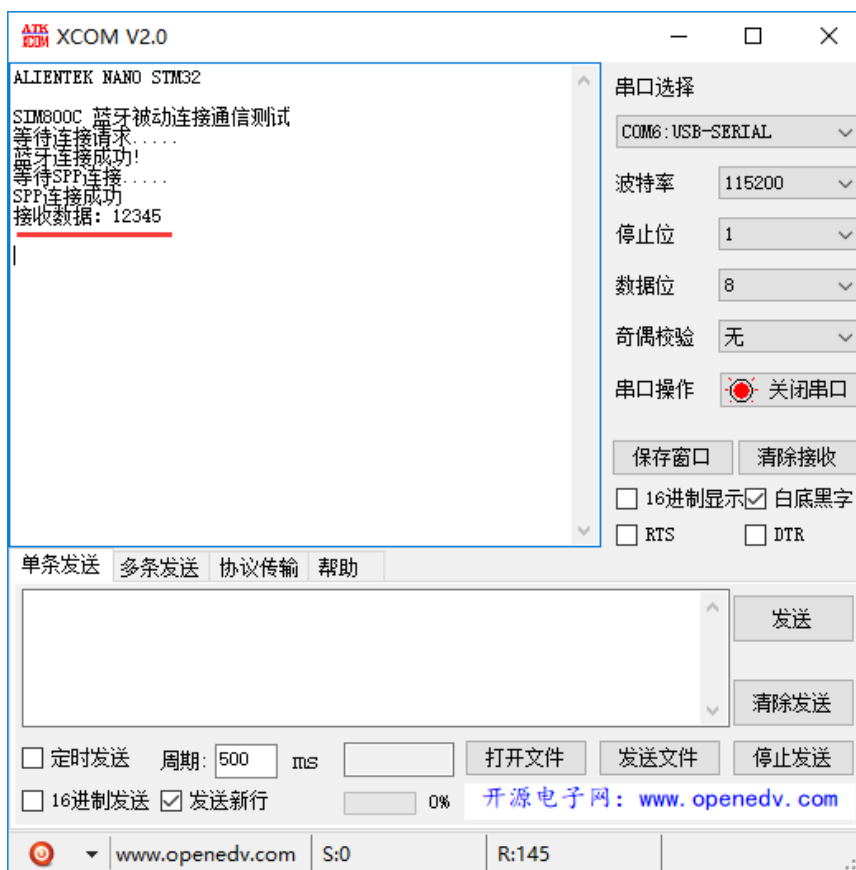 ATK XCOM XCOM V2.0
ALIENTEK NANO STM32
SIM800C 蓝牙被动连接通信测试
等待连接请求.....
蓝牙连接成功!
等待SPP连接.....
SPP连接成功
接收数据: 12345
串口选择
COM6:USB-SERIAL
波特率 115200
停止位 1
数据位 8
奇偶校验 无
串口操作 关闭串口
保存窗口 清除接收
16进制显示 白底黑字
RTS DTR
单条发送 多条发送 协议传输 帮助
发送
清除发送
定时发送 周期: 500 ms 打开文件 发送文件 停止发送
16进制发送 发送新行 0% 开源电子网: www.openedv.com
www.openedv.com S:0 R:145